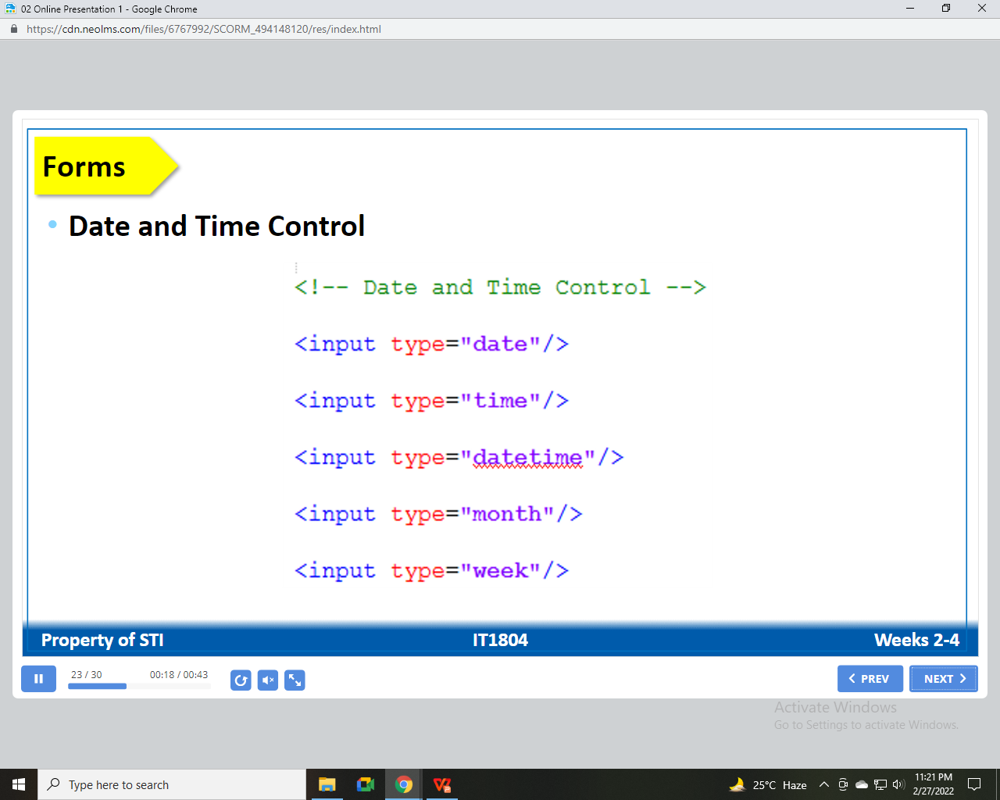 02 Online Presentation 1 - Google Chrome
https://cdn.neolms.com/files/6767992/SCORM_494148120/res/index.html
Forms
• Date and Time Control
<!-- Date and Time Control -->
<input type="date"/>
<input type="time"/>
<input type="datetime"/>
<input type="month"/>
<input type="week"/>
Property of STI IT1804 Weeks 2-4
23 / 30 00:18 / 00:43 PREV NEXT
Activate Windows
Go to Settings to activate Windows.
Type here to search 25°C Haze 11:21 PM
2/27/2022